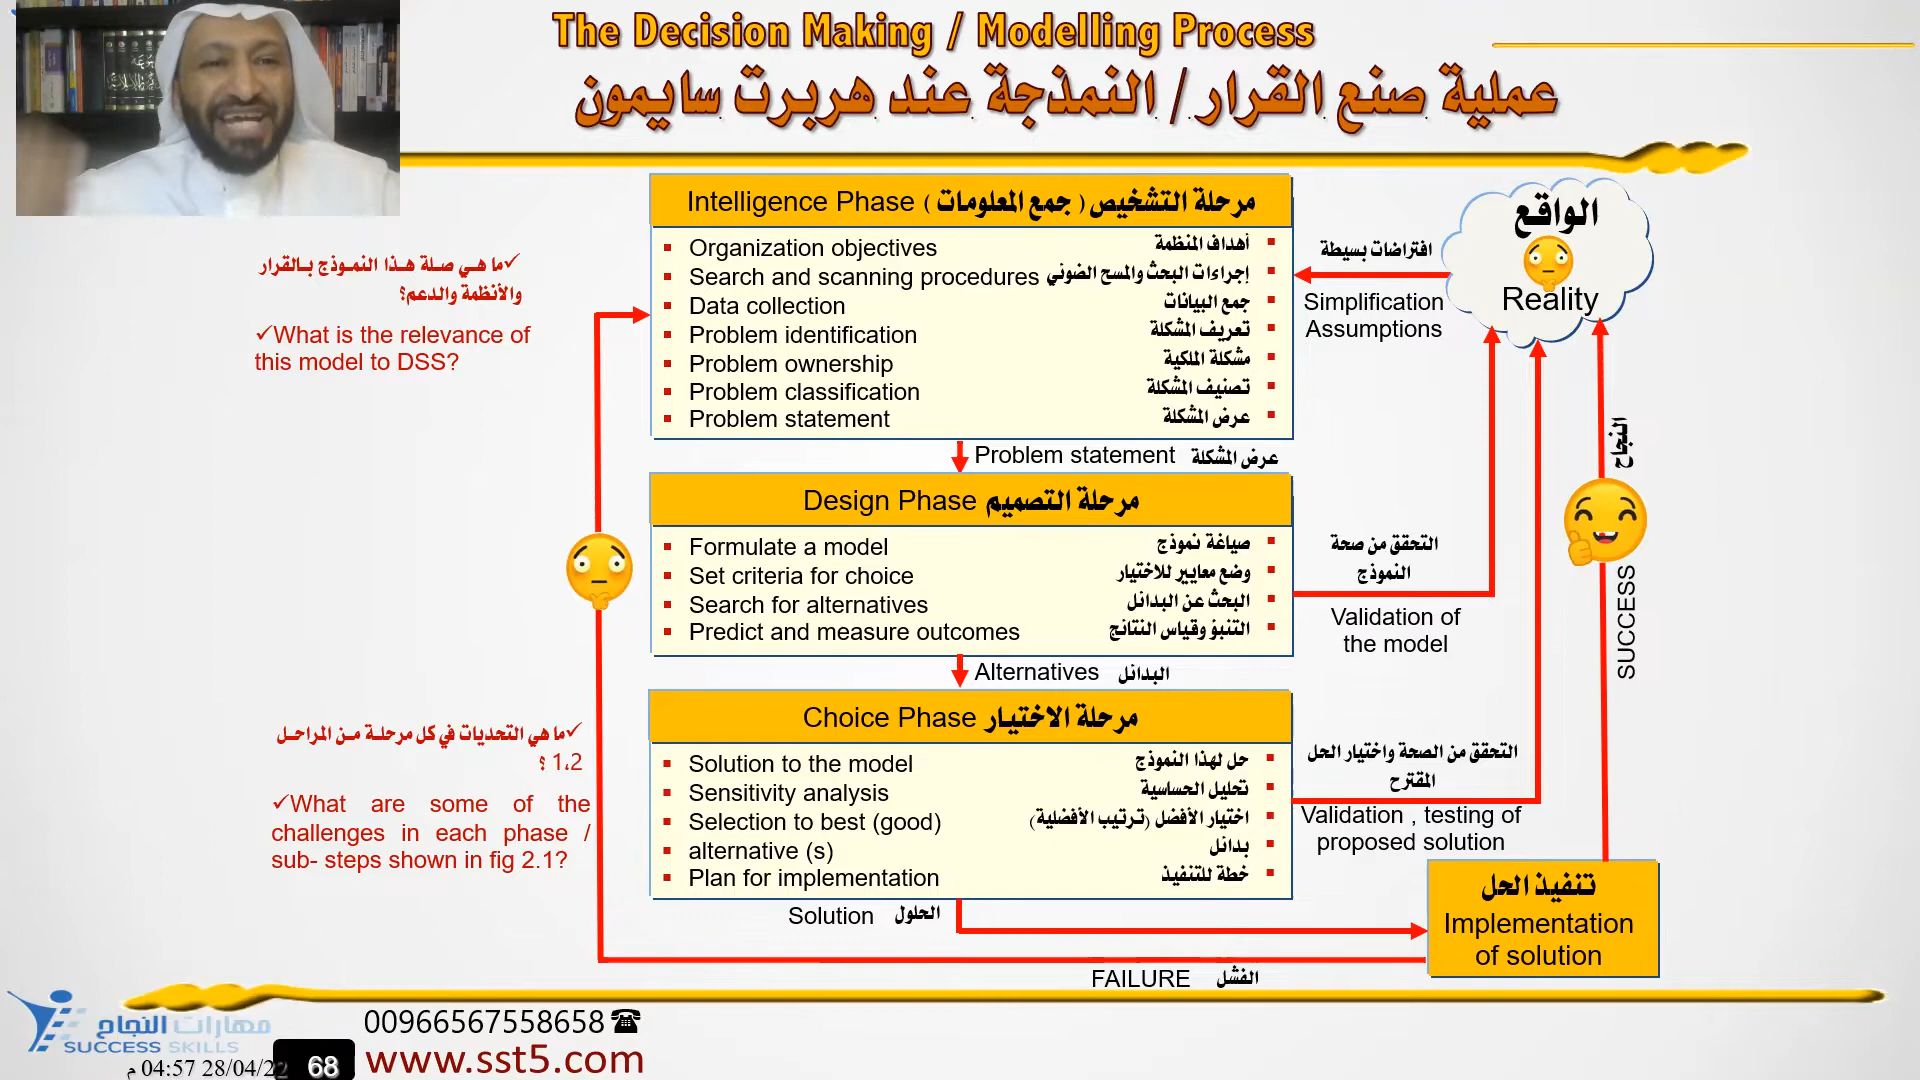 The Decision Making / Modelling Process
عملية صنع القرار / النمذجة عند هربرت سايمون
Intelligence Phase ( مرحلة التشخيص ( جمع المعلومات
Organization objectives أهداف المنظمة
Search and scanning procedures إجراءات البحث والمسح الضوئي
Data collection جمع البيانات
Problem identification تعريف المشكلة
Problem ownership مشكلة الملكية
Problem classification تصنيف المشكلة
Problem statement عرض المشكلة
افتراضات بسيطة
Simplification
Assumptions
الواقع
Reality
✓ما هي صلة هذا النموذج بالقرار
والأنظمة والدعم؟
✓What is the relevance of
this model to DSS?
Problem statement عرض المشكلة
Design Phase مرحلة التصميم
Formulate a model صياغة نموذج
Set criteria for choice وضع معايير للاختيار
Search for alternatives البحث عن البدائل
Predict and measure outcomes التنبؤ وقياس النتائج
التحقق من صحة
النموذج
Validation of
the model
النجاح
SUCCESS
Alternatives البدائل
Choice Phase مرحلة الاختيار
Solution to the model حل لهذا النموذج
Sensitivity analysis تحليل الحساسية
Selection to best (good) اختيار الأفضل (ترتيب الأفضلية)
alternative (s) بدائل
Plan for implementation خطة للتنفيذ
✓ما هي التحديات في كل مرحلة من المراحل
1،2 ؟
✓What are some of the
challenges in each phase /
sub- steps shown in fig 2.1?
التحقق من الصحة واختيار الحل
المقترح
Validation , testing of
proposed solution
Solution الحلول
تنفيذ الحل
Implementation
of solution
FAILURE الفشل
مهارات النجاح
SUCCESS SKILLS
00966567558658
www.sst5.com
04:57 28/04/22 م
68